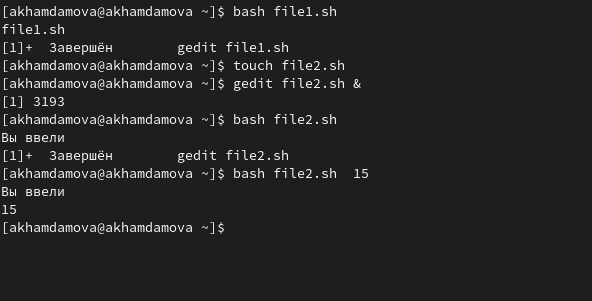 [akhamdamova@akhamdamova ~]$ bash file1.sh
file1.sh
[1]+  Завершён        gedit file1.sh
[akhamdamova@akhamdamova ~]$ touch file2.sh
[akhamdamova@akhamdamova ~]$ gedit file2.sh &
[1] 3193
[akhamdamova@akhamdamova ~]$ bash file2.sh
Вы ввели
[1]+  Завершён        gedit file2.sh
[akhamdamova@akhamdamova ~]$ bash file2.sh  15
Вы ввели
15
[akhamdamova@akhamdamova ~]$